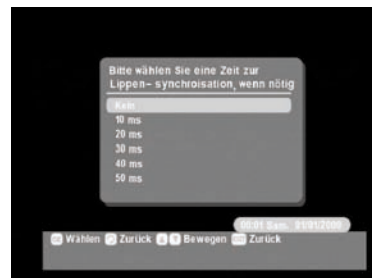 Bitte wählen Sie eine Zeit zur
Lippen- synchroisation, wenn nötig
Kein
10 ms
20 ms
30 ms
40 ms
50 ms
00:01 Sam. 01/01/2000
Wählen Zurück Bewegen Zurück